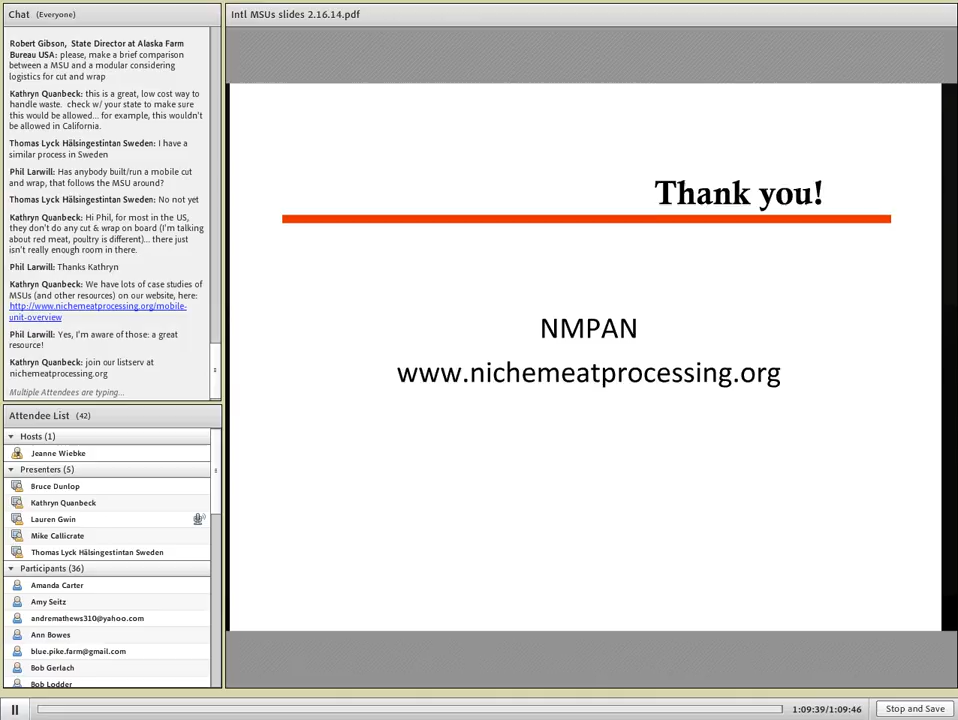 Chat (Everyone)
Robert Gibson, State Director at Alaska Farm
Bureau USA: please, make a brief comparison
between a MSU and a modular considering
logistics for cut and wrap
Kathryn Quanbeck: this is a great, low cost way to
handle waste. check w/ your state to make sure
this would be allowed... for example, this wouldn't
be allowed in California.
Thomas Lyck Hälsingestintan Sweden: I have a
similar process in Sweden
Phil Larwill: Has anybody built/run a mobile cut
and wrap, that follows the MSU around?
Thomas Lyck Hälsingestintan Sweden: No not yet
Kathryn Quanbeck: Hi Phil, for most in the US,
they don't do any cut & wrap on board (I'm talking
about red meat, poultry is different)... there just
isn't really enough room in there.
Phil Larwill: Thanks Kathryn
Kathryn Quanbeck: We have lots of case studies of
MSUs (and other resources) on our website, here:
http://www.nichemeatprocessing.org/mobile-
unit-overview
Phil Larwill: Yes, I'm aware of those: a great
resource!
Kathryn Quanbeck: join our listserv at
nichemeatprocessing.org
Multiple Attendees are typing...
Attendee List (42)
Hosts (1)
Jeanne Wiebke
Presenters (5)
Bruce Dunlop
Kathryn Quanbeck
Lauren Gwin
Mike Callicrate
Thomas Lyck Hälsingestintan Sweden
Participants (36)
Amanda Carter
Amy Seitz
andremathews310@yahoo.com
Ann Bowes
blue.pike.farm@gmail.com
Bob Gerlach
Bob Lodder
Intl MSUs slides 2.16.14.pdf
Thank you!
NMPAN
www.nichemeatprocessing.org
1:09:39/1:09:46
Stop and Save